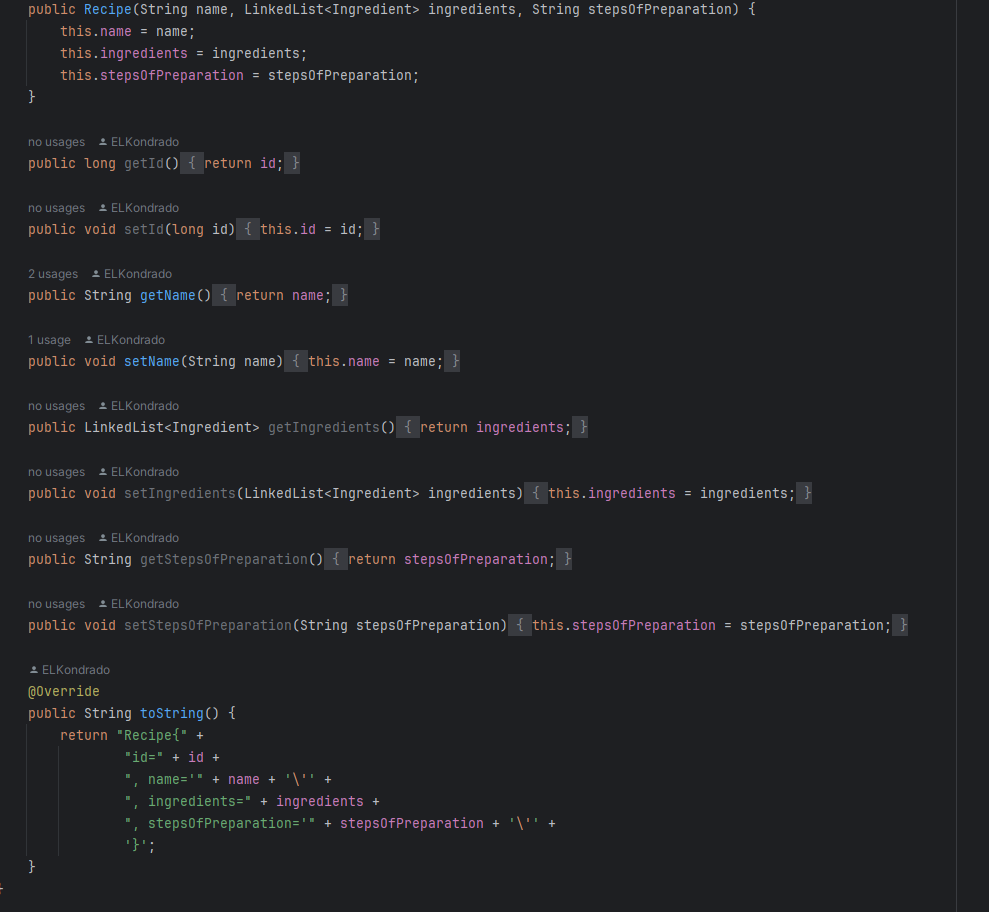 public Recipe(String name, LinkedList<Ingredient> ingredients, String stepsOfPreparation) {
this.name = name;
this.ingredients = ingredients;
this.stepsOfPreparation = stepsOfPreparation;
}
no usages ELKondrado
public long getId() { return id; }
no usages ELKondrado
public void setId(long id) { this.id = id; }
2 usages ELKondrado
public String getName() { return name; }
1 usage ELKondrado
public void setName(String name) { this.name = name; }
no usages ELKondrado
public LinkedList<Ingredient> getIngredients() { return ingredients; }
no usages ELKondrado
public void setIngredients(LinkedList<Ingredient> ingredients) { this.ingredients = ingredients; }
no usages ELKondrado
public String getStepsOfPreparation() { return stepsOfPreparation; }
no usages ELKondrado
public void setStepsOfPreparation(String stepsOfPreparation) { this.stepsOfPreparation = stepsOfPreparation; }
ELKondrado
@Override
public String toString() {
return "Recipe{" +
"id=" + id +
", name='" + name + '\'' +
", ingredients=" + ingredients +
", stepsOfPreparation='" + stepsOfPreparation + '\'' +
'}';
}
}